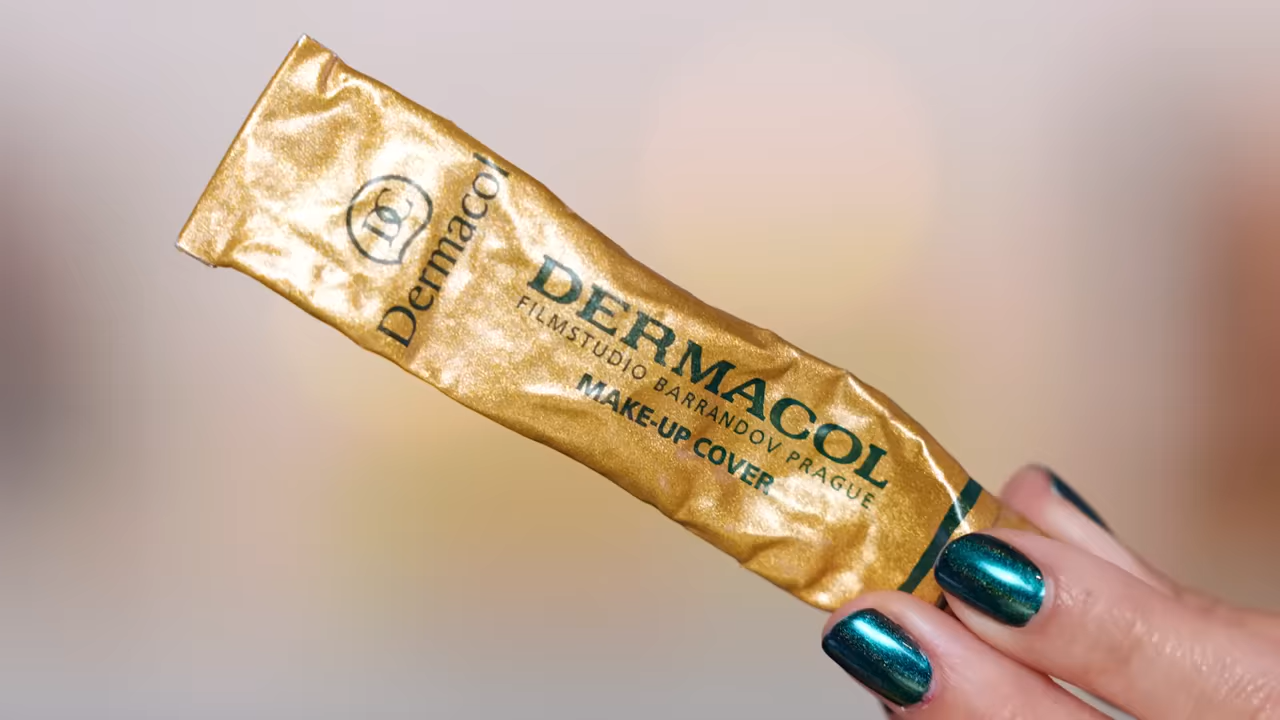 DC
Dermacol
DERMACOL
FILMSTUDIO BARRANDOV PRAGUE
MAKE-UP COVER